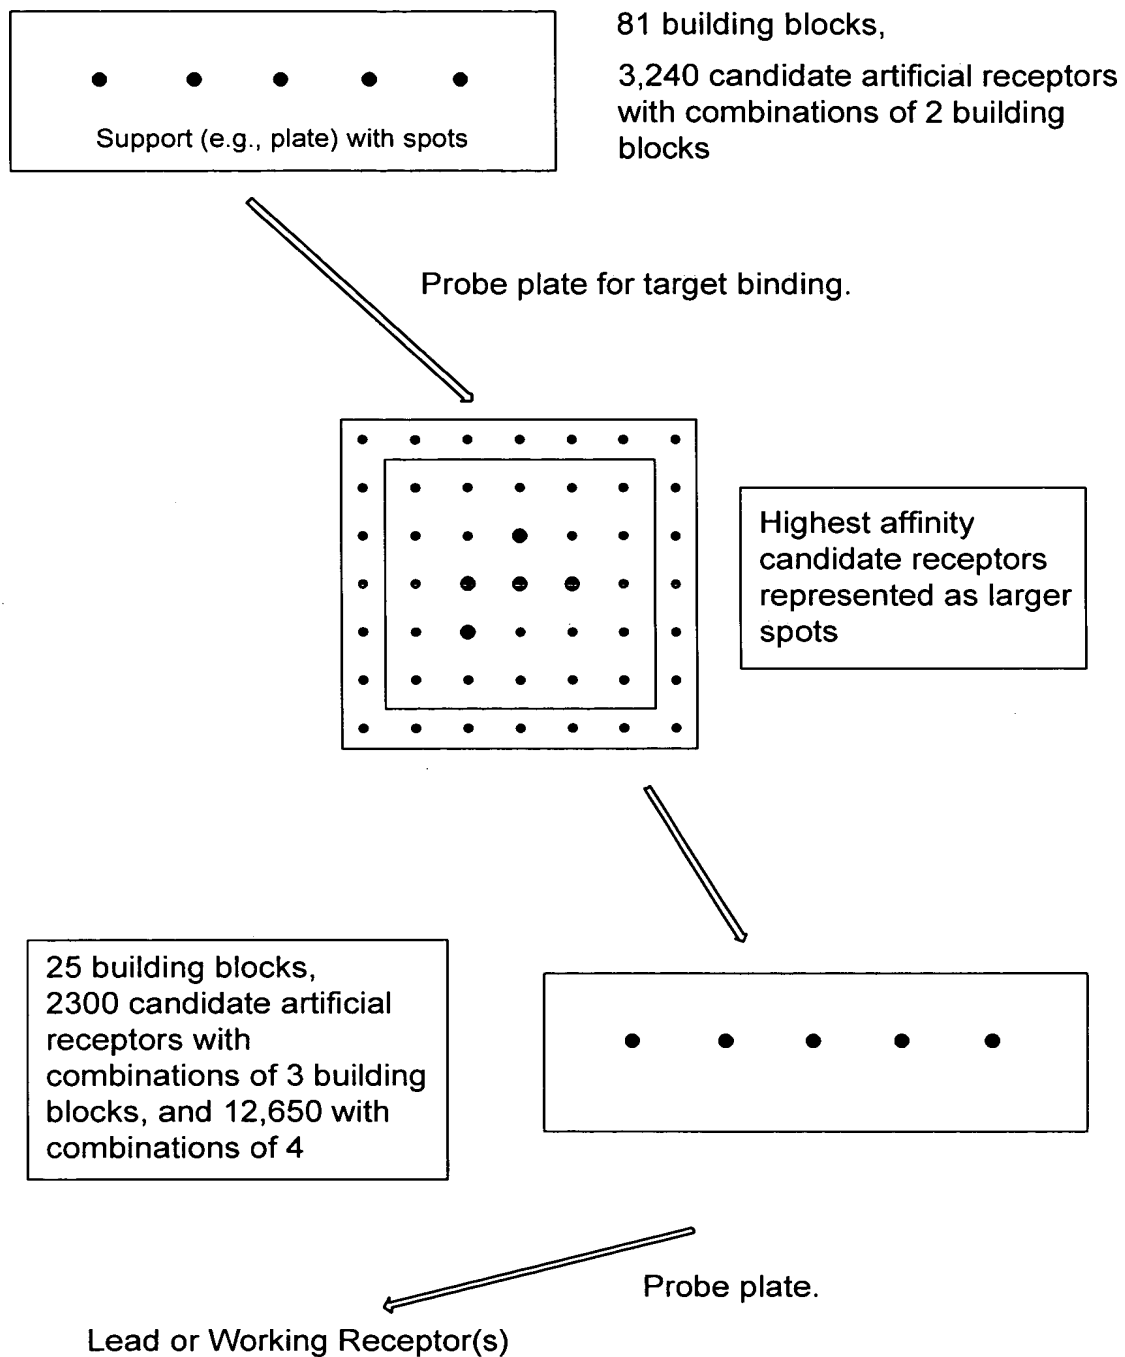 81 building blocks,
3,240 candidate artificial receptors
with combinations of 2 building
blocks
Support (e.g., plate) with spots
Probe plate for target binding.
Highest affinity
candidate receptors
represented as larger
spots
25 building blocks,
2300 candidate artificial
receptors with
combinations of 3 building
blocks, and 12,650 with
combinations of 4
Probe plate.
Lead or Working Receptor(s)